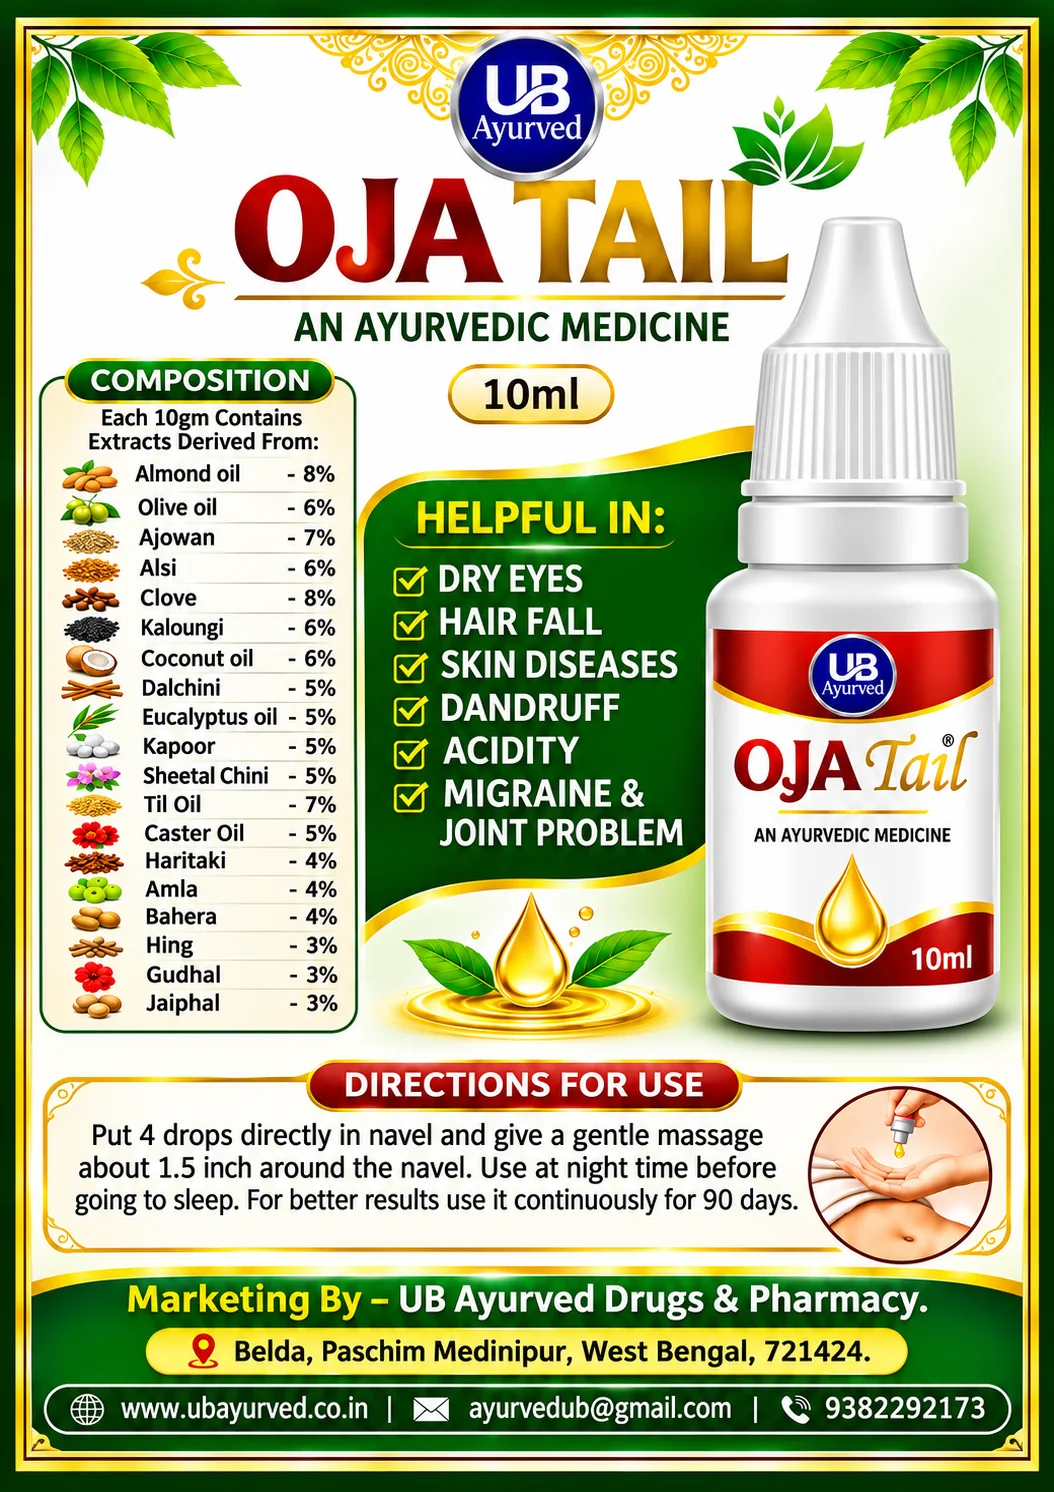 UB
Ayurved
OJA TAIL
AN AYURVEDIC MEDICINE
10ml
COMPOSITION
Each 10gm Contains
Extracts Derived From:
Almond oil - 8%
Olive oil - 6%
Ajowan - 7%
Alsi - 6%
Clove - 8%
Kaloungi - 6%
Coconut oil - 6%
Dalchini - 5%
Eucalyptus oil - 5%
Kapoor - 5%
Sheetal Chini - 5%
Til Oil - 7%
Caster Oil - 5%
Haritaki - 4%
Amla - 4%
Bahera - 4%
Hing - 3%
Gudhal - 3%
Jaiphal - 3%
HELPFUL IN:
DRY EYES
HAIR FALL
SKIN DISEASES
DANDRUFF
ACIDITY
MIGRAINE &
JOINT PROBLEM
UB
Ayurved
OJA Tail®
AN AYURVEDIC MEDICINE
10ml
DIRECTIONS FOR USE
Put 4 drops directly in navel and give a gentle massage
about 1.5 inch around the navel. Use at night time before
going to sleep. For better results use it continuously for 90 days.
Marketing By – UB Ayurved Drugs & Pharmacy.
Belda, Paschim Medinipur, West Bengal, 721424.
www.ubayurved.co.in | ayurvedub@gmail.com | 9382292173